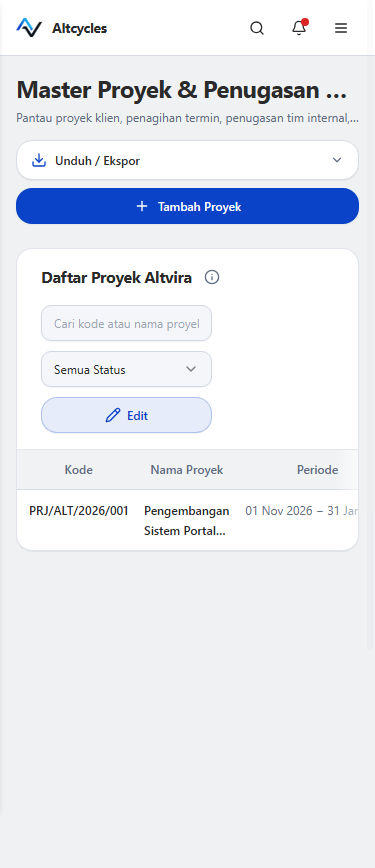 Altcycles
Master Proyek & Penugasan ...
Pantau proyek klien, penagihan termin, penugasan tim internal,...
Unduh / Ekspor
Tambah Proyek
Daftar Proyek Altvira
Cari kode atau nama proyel
Semua Status
Edit
Kode Nama Proyek Periode
PRJ/ALT/2026/001 Pengembangan 01 Nov 2026 – 31 Jan
Sistem Portal...